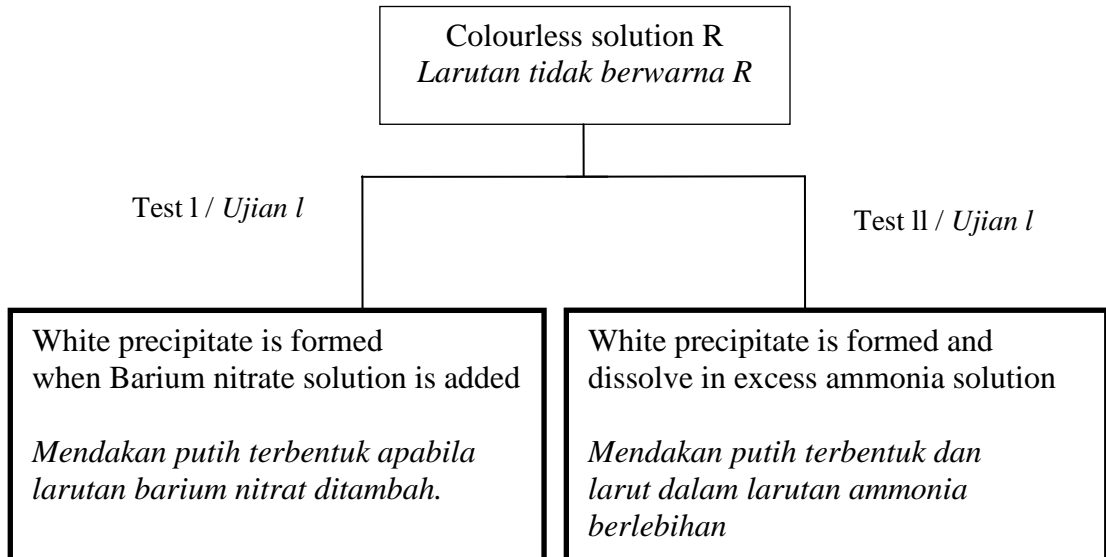 Colourless solution R
Larutan tidak berwarna R
Test l / Ujian l
Test ll / Ujian l
White precipitate is formed
when Barium nitrate solution is added
Mendakan putih terbentuk apabila
larutan barium nitrat ditambah.
White precipitate is formed and
dissolve in excess ammonia solution
Mendakan putih terbentuk dan
larut dalam larutan ammonia
berlebihan